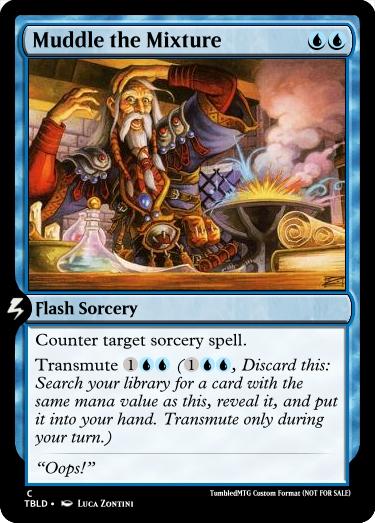 Muddle the Mixture
Flash Sorcery
Counter target sorcery spell.
Transmute 1UU (1UU, Discard this:
Search your library for a card with the
same mana value as this, reveal it, and put
it into your hand. Transmute only during
your turn.)
“Oops!”
C
TBLD • Luca Zontini
TumbledMTG Custom Format (NOT FOR SALE)